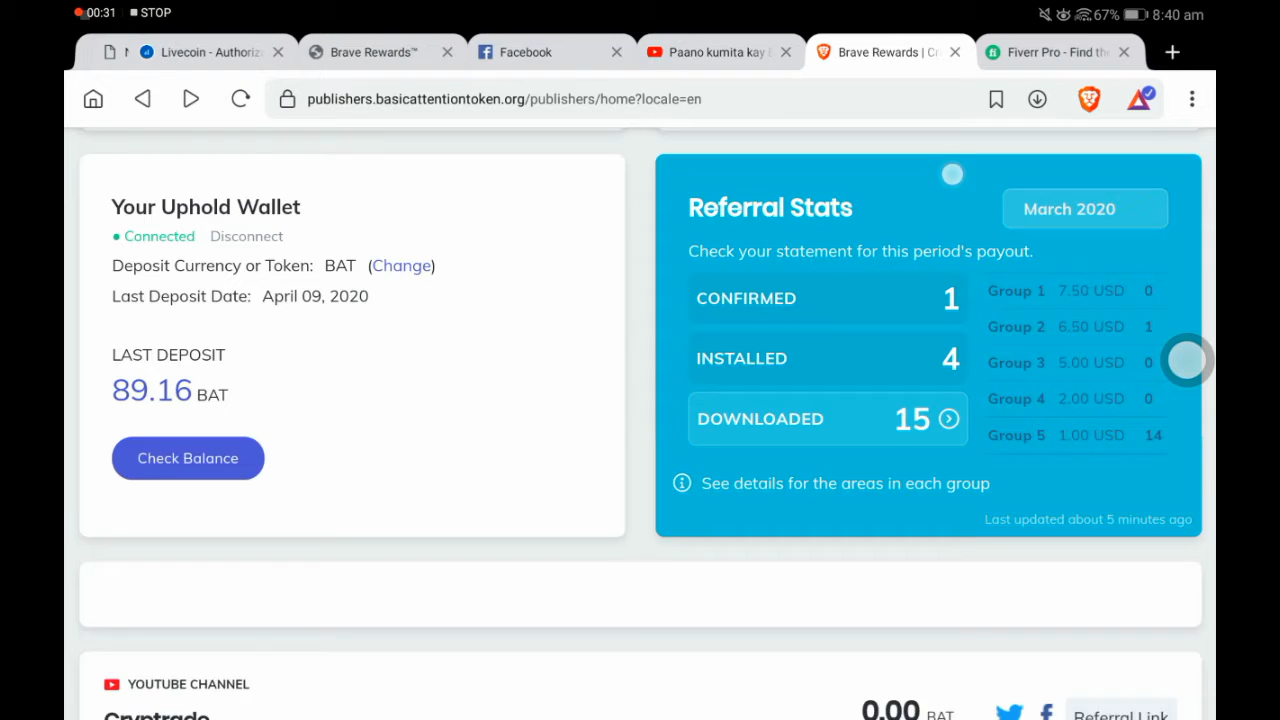 00:31 STOP
67% 8:40 am
Livecoin - Authoriz
Brave Rewards™
Facebook
Paano kumita kay
Brave Rewards | Cr
Fiverr Pro - Find the
publishers.basicattentiontoken.org/publishers/home?locale=en
Your Uphold Wallet
Connected Disconnect
Deposit Currency or Token: BAT (Change)
Last Deposit Date: April 09, 2020
LAST DEPOSIT
89.16 BAT
Check Balance
Referral Stats
March 2020
Check your statement for this period's payout.
CONFIRMED 1
INSTALLED 4
DOWNLOADED 15
Group 1 7.50 USD 0
Group 2 6.50 USD 1
Group 3 5.00 USD 0
Group 4 2.00 USD 0
Group 5 1.00 USD 14
See details for the areas in each group
Last updated about 5 minutes ago
YOUTUBE CHANNEL
Cryptrado
0.00 BAT
Referral Link